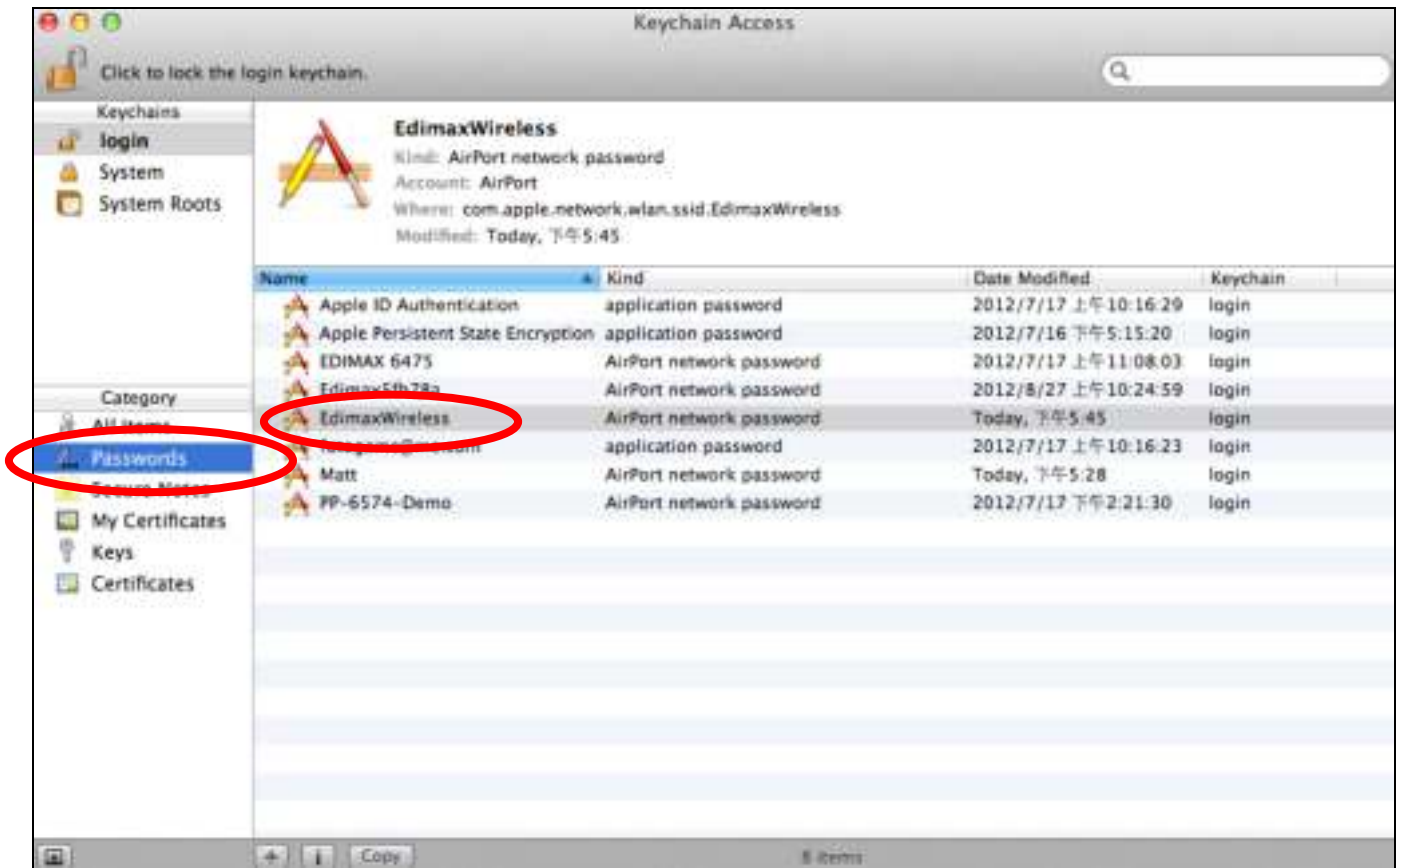 Keychain Access
Click to lock the login keychain.
Keychains
login
System
System Roots
EdimaxWireless
Kind: AirPort network password
Account: AirPort
Where: com.apple.network.wlan.ssid.EdimaxWireless
Modified: Today, 下午5:45
Name Kind Date Modified Keychain
Apple ID Authentication application password 2012/7/17 上午10:16:29 login
Apple Persistent State Encryption application password 2012/7/16 下午5:15:20 login
EDIMAX 6475 AirPort network password 2012/7/17 上午11:08:03 login
Edimax5fb78a AirPort network password 2012/8/27 上午10:24:59 login
EdimaxWireless AirPort network password Today, 下午5:45 login
application password 2012/7/17 上午10:16:23 login
Matt AirPort network password Today, 下午5:28 login
PP-6574-Demo AirPort network password 2012/7/17 下午2:21:30 login
Category
All Items
Passwords
Secure Notes
My Certificates
Keys
Certificates
+ i Copy 8 items